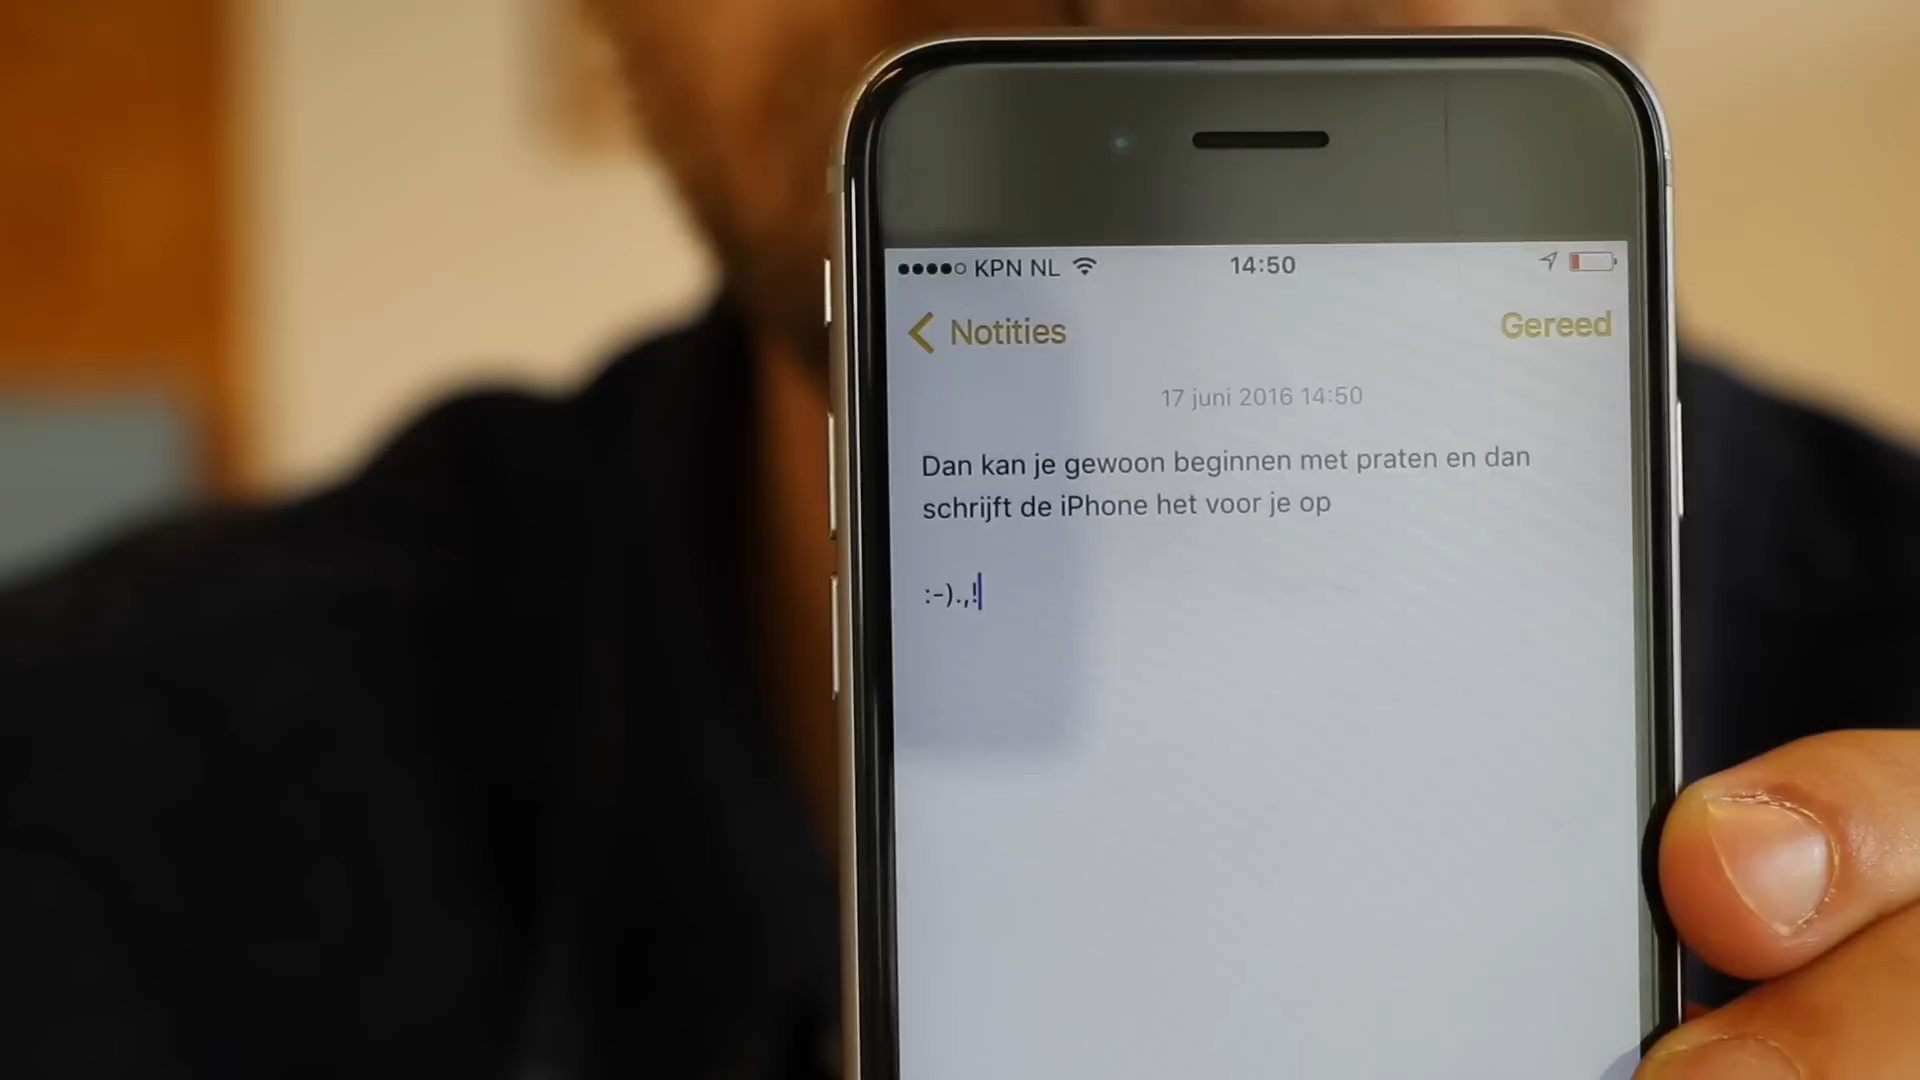 KPN NL 14:50
Notities Gereed
17 juni 2016 14:50
Dan kan je gewoon beginnen met praten en dan
schrijft de iPhone het voor je op
:-).,!